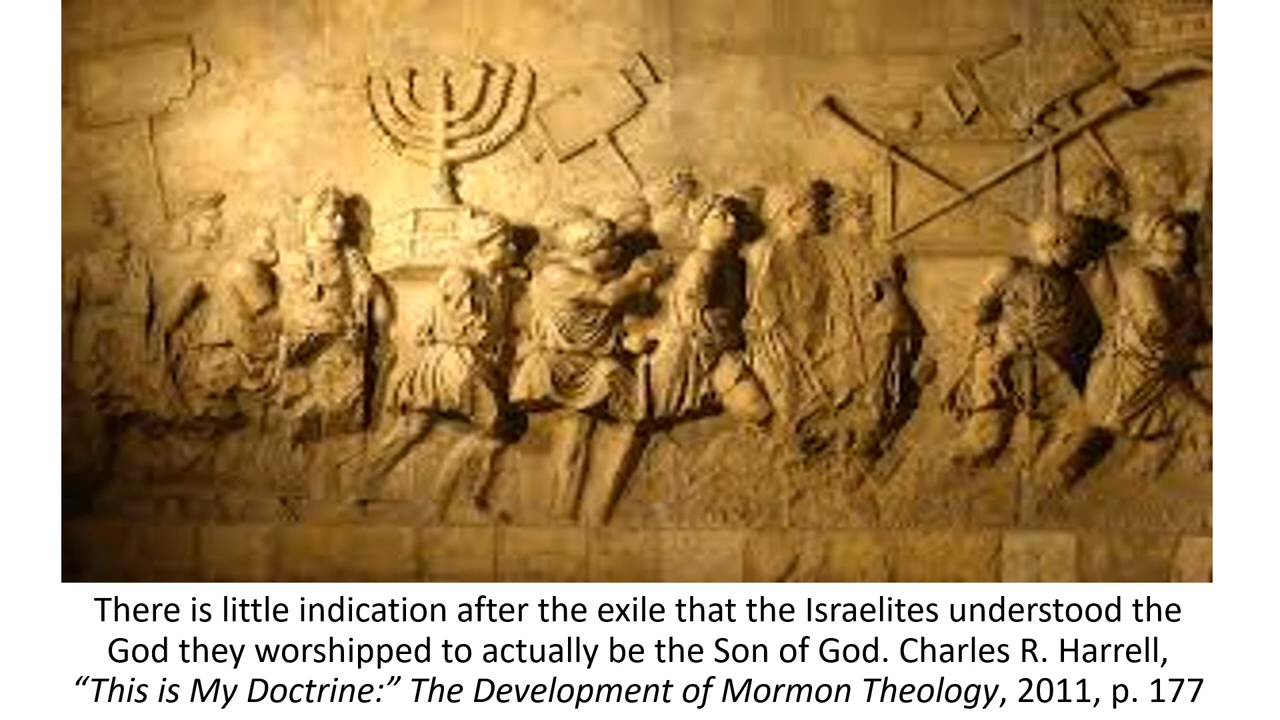 There is little indication after the exile that the Israelites understood the
God they worshipped to actually be the Son of God. Charles R. Harrell,
“This is My Doctrine:” The Development of Mormon Theology, 2011, p. 177